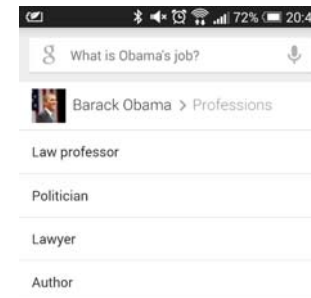 72% 20:4
g What is Obama's job?
Barack Obama > Professions
Law professor
Politician
Lawyer
Author